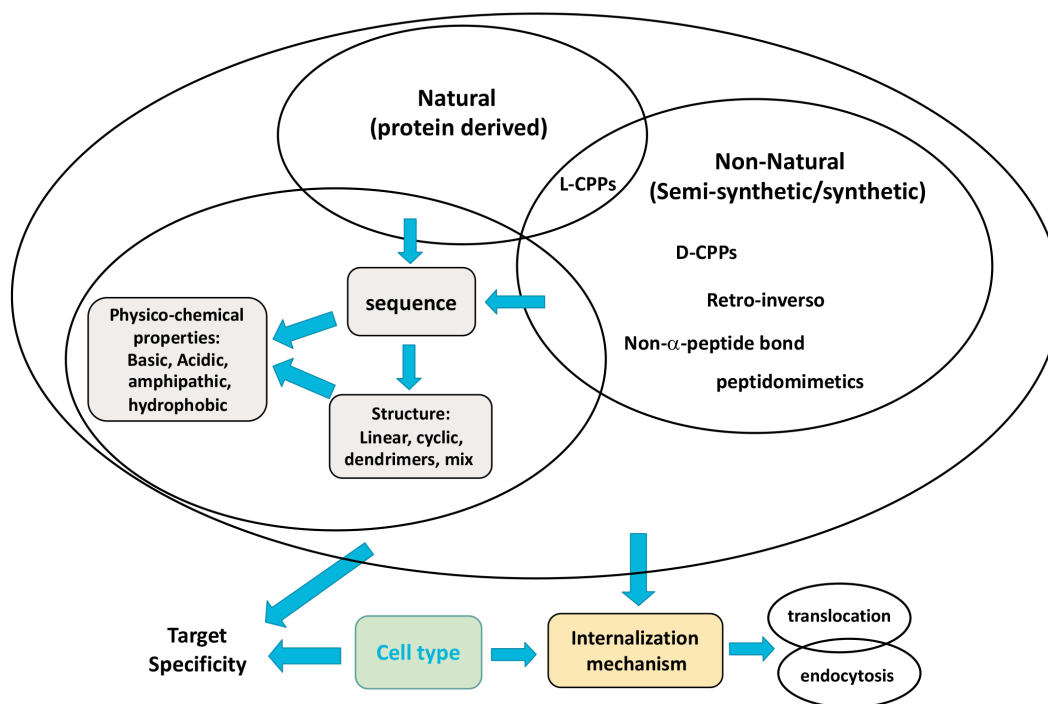 Natural
(protein derived)
Non-Natural
(Semi-synthetic/synthetic)
L-CPPs
D-CPPs
Retro-inverso
Non-α-peptide bond
peptidomimetics
sequence
Physico-chemical
properties:
Basic, Acidic,
amphipathic,
hydrophobic
Structure:
Linear, cyclic,
dendrimers, mix
Target
Specificity
Cell type
Internalization
mechanism
translocation
endocytosis